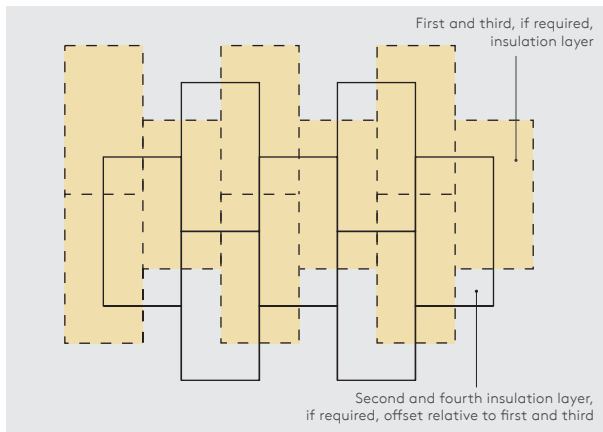 First and third, if required,
insulation layer
Second and fourth insulation layer,
if required, offset relative to first and third